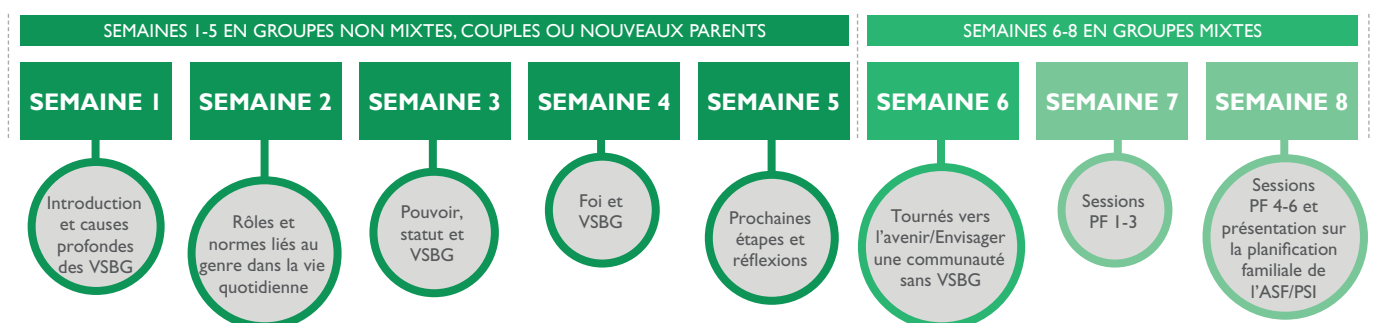 SEMAINES 1-5 EN GROUPES NON MIXTES, COUPLES OU NOUVEAUX PARENTS
SEMAINES 6-8 EN GROUPES MIXTES
SEMAINE 1
SEMAINE 2
SEMAINE 3
SEMAINE 4
SEMAINE 5
SEMAINE 6
SEMAINE 7
SEMAINE 8
Introduction
et causes
profondes
des VSBG
Rôles et
normes liés au
genre dans la vie
quotidienne
Pouvoir,
statut et
VSBG
Foi et
VSBG
Prochaines
étapes et
réflexions
Tournés vers
l’avenir/Envisager
une communauté
sans VSBG
Sessions
PF 1-3
Sessions
PF 4-6 et
présentation sur
la planification
familiale de
l’ASF/PSI